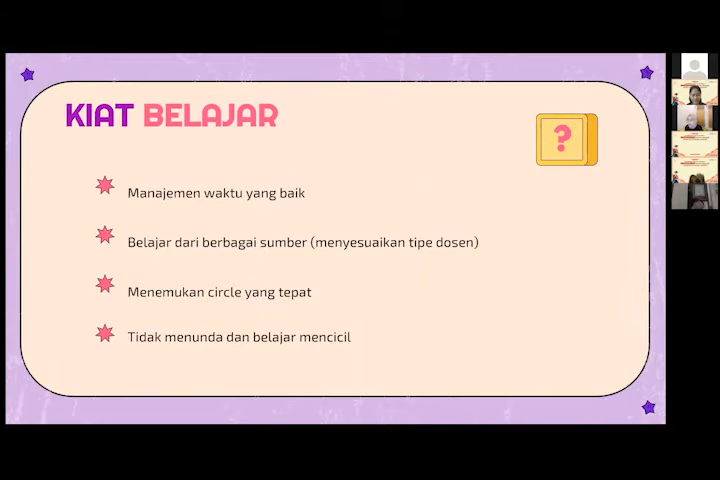 KIAT BELAJAR
?
Manajemen waktu yang baik
Belajar dari berbagai sumber (menyesuaikan tipe dosen)
Menemukan circle yang tepat
Tidak menunda dan belajar mencicil